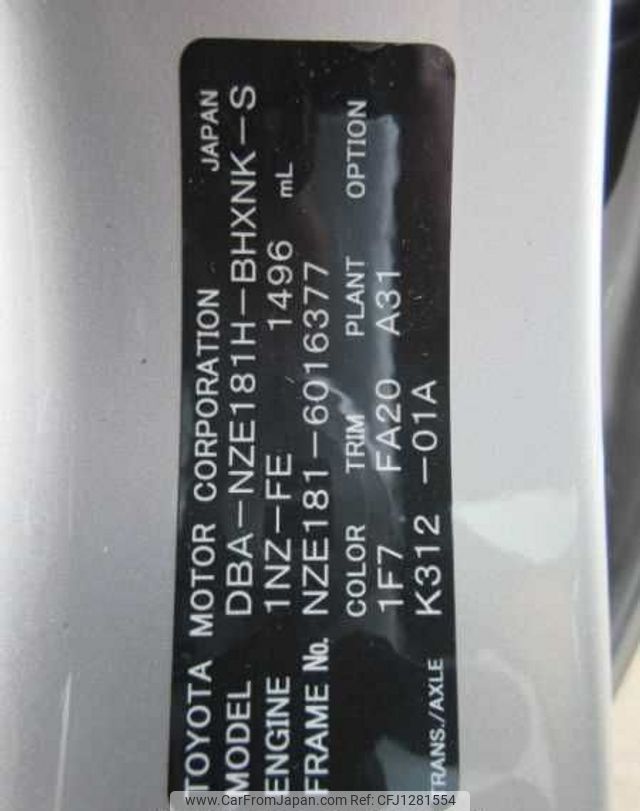 TOYOTA MOTOR CORPORATION JAPAN
MODEL DBA-NZE181H-BHXNK-S
ENGINE 1NZ-FE 1496 mL
FRAME No. NZE181-6016377
COLOR TRIM PLANT OPTION
1F7 FA20 A31
TRANS./AXLE K312 -01A
www.CarFromJapan.com CFJ1281554